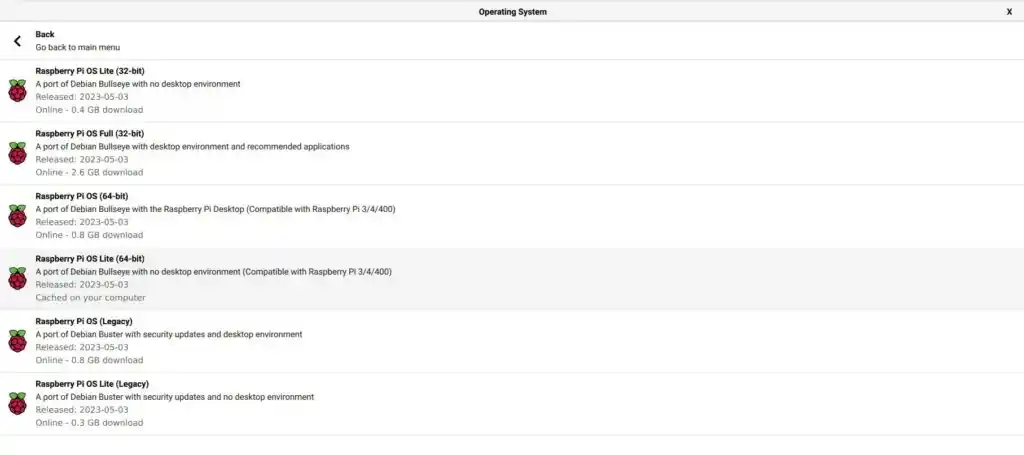 Operating System
X
Back
Go back to main menu
Raspberry Pi OS Lite (32-bit)
A port of Debian Bullseye with no desktop environment
Released: 2023-05-03
Online - 0.4 GB download
Raspberry Pi OS Full (32-bit)
A port of Debian Bullseye with desktop environment and recommended applications
Released: 2023-05-03
Online - 2.6 GB download
Raspberry Pi OS (64-bit)
A port of Debian Bullseye with the Raspberry Pi Desktop (Compatible with Raspberry Pi 3/4/400)
Released: 2023-05-03
Online - 0.8 GB download
Raspberry Pi OS Lite (64-bit)
A port of Debian Bullseye with no desktop environment (Compatible with Raspberry Pi 3/4/400)
Released: 2023-05-03
Cached on your computer
Raspberry Pi OS (Legacy)
A port of Debian Buster with security updates and desktop environment
Released: 2023-05-03
Online - 0.8 GB download
Raspberry Pi OS Lite (Legacy)
A port of Debian Buster with security updates and no desktop environment
Released: 2023-05-03
Online - 0.3 GB download